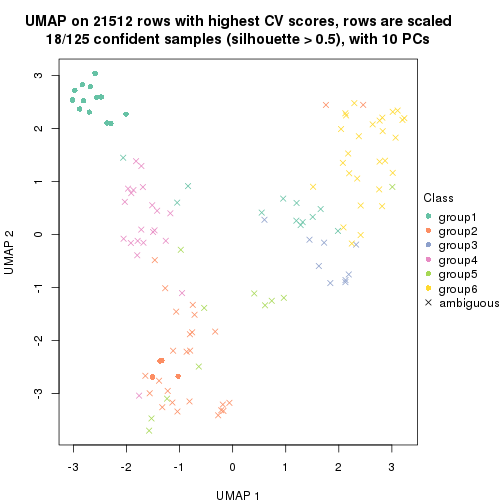 UMAP on 21512 rows with highest CV scores, rows are scaled
18/125 confident samples (silhouette > 0.5), with 10 PCs
3
2
1
0
-1
-2
-3
UMAP 2
-3
-2
-1
0
1
2
3
UMAP 1
Class
group1
group2
group3
group4
group5
group6
ambiguous